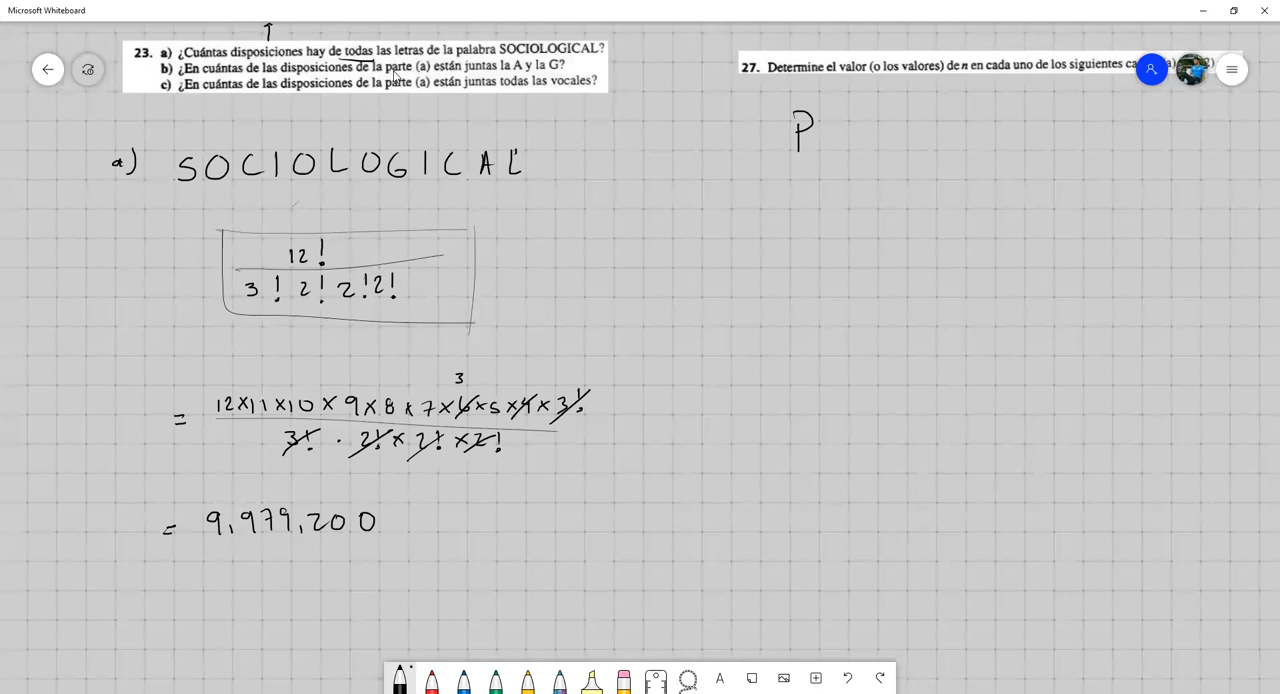 Microsoft Whiteboard
23. a) ¿Cuántas disposiciones hay de todas las letras de la palabra SOCIOLOGICAL?
b) ¿En cuántas de las disposiciones de la parte (a) están juntas la A y la G?
c) ¿En cuántas de las disposiciones de la parte (a) están juntas todas las vocales?
27. Determine el valor (o los valores) de n en cada uno de los siguientes
2)
P
a) SOCIOLOGICAL
12!
3! 2! 2! 2!
3
= 12×11×10×9×8×7×6×5×4×3!
3! · 2! × 2! × 2!
= 9,979,200
A